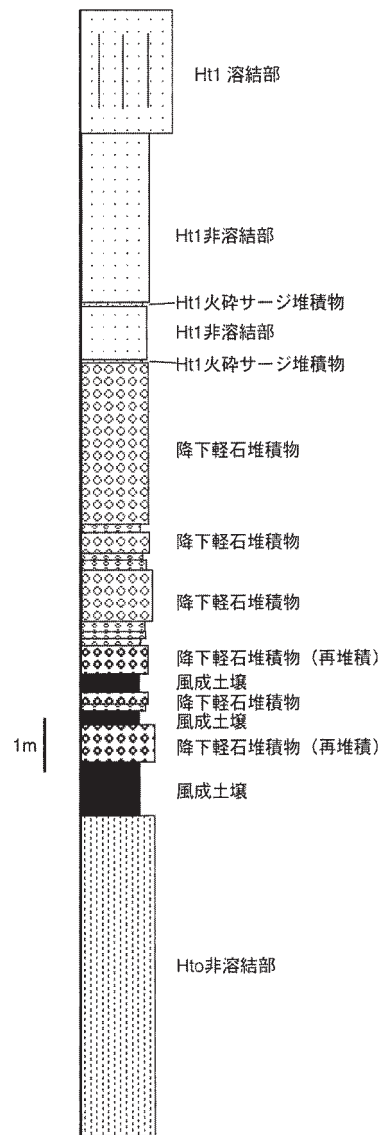 Ht1 溶結部
Ht1非溶結部
Ht1火砕サージ堆積物
Ht1非溶結部
Ht1火砕サージ堆積物
降下軽石堆積物
降下軽石堆積物
降下軽石堆積物
降下軽石堆積物（再堆積）
風成土壌
降下軽石堆積物
風成土壌
1m
降下軽石堆積物（再堆積）
風成土壌
Hto非溶結部